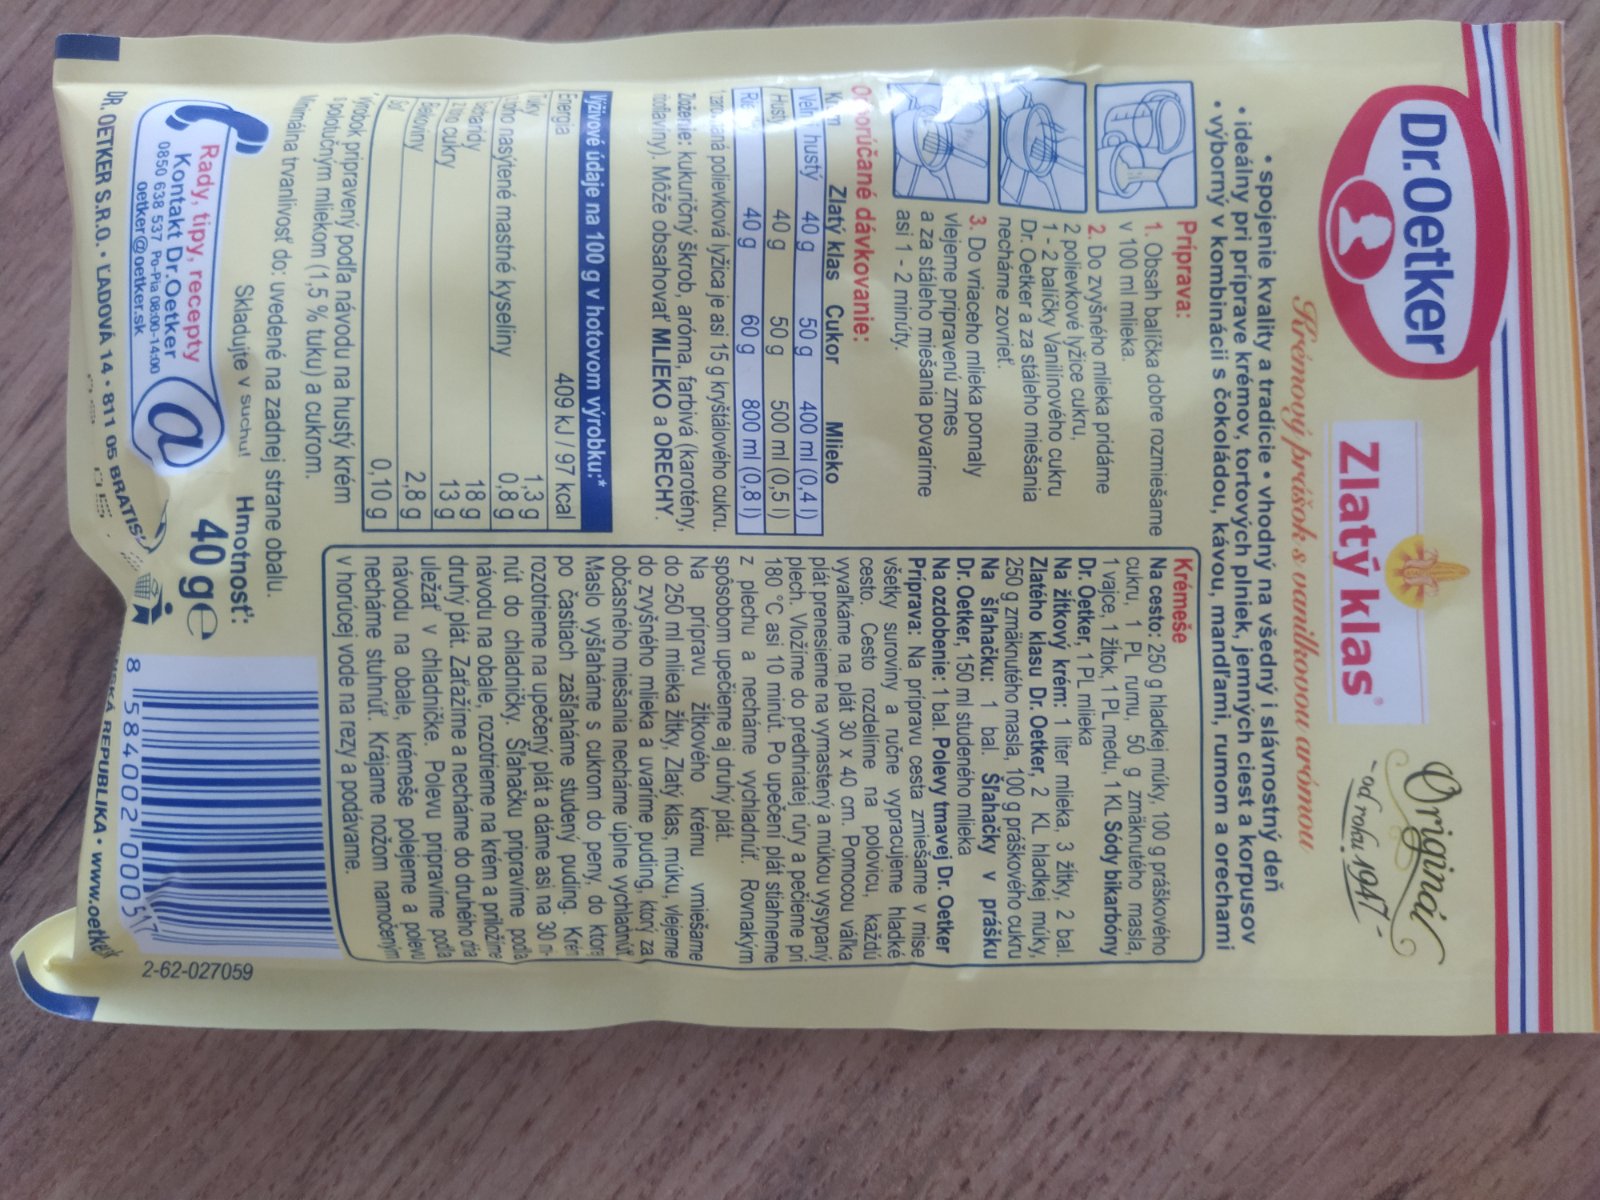 Dr.Oetker
Zlatý klas®
Originál
- od roku 1947 -
Krémový prášok s vanilkovou arómou
• spojenie kvality a tradície • vhodný na všedný i slávnostný deň
• ideálny pri príprave krémov, tortových plniek, jemných ciest a korpusov
• výborný v kombinácii s čokoládou, kávou, mandľami, rumom a orechami
Príprava:
1. Obsah balíčka dobre rozmiešame
v 100 ml mlieka.
2. Do zvyšného mlieka pridáme
2 polievkové lyžice cukru,
1 - 2 balíčky Vanilínového cukru
Dr. Oetker a za stáleho miešania
necháme zovrieť.
3. Do vriaceho mlieka pomaly
vlejeme pripravenú zmes
a za stáleho miešania povaríme
asi 1 - 2 minúty.
Odporúčané dávkovanie:
Krém Zlatý klas Cukor Mlieko
Veľmi hustý 40 g 50 g 400 ml (0,4 l)
Hustý 40 g 50 g 500 ml (0,5 l)
40 g 60 g 800 ml (0,8 l)
polievková lyžica je asi 15 g kryštálového cukru.
Zloženie: kukuričný škrob, aróma, farbivá (karotény,
riboflavíny). Môže obsahovať MLIEKO a ORECHY.
Výživové údaje na 100 g v hotovom výrobku:*
Energia 409 kJ / 97 kcal
Tuky 1,3 g
z toho nasýtené mastné kyseliny 0,8 g
Sacharidy 18 g
z toho cukry 13 g
Bielkoviny 2,8 g
Soľ 0,10 g
Výrobok pripravený podľa návodu na hustý krém
s polotučným mliekom (1,5 % tuku) a cukrom.
Minimálna trvanlivosť do: uvedené na zadnej strane obalu.
Skladujte v suchu!
Hmotnosť:
40 g℮
Rady, tipy, recepty
Kontakt Dr.Oetker
0850 638 537 Po-Pia 08:00-14:00
oetker@oetker.sk
@
DR. OETKER S.R.O. • ĽADOVÁ 14 • 811 05 BRATIS
SKÁ REPUBLIKA • www.oetke
Krémeše
Na cesto: 250 g hladkej múky, 100 g práškového
cukru, 1 PL rumu, 50 g zmäknutého masla,
1 vajce, 1 žĺtok, 1 PL medu, 1 KL Sódy bikarbóny
Dr. Oetker, 1 PL mlieka
Na žĺtkový krém: 1 liter mlieka, 3 žĺtky, 2 bal.
Zlatého klasu Dr. Oetker, 2 KL hladkej múky,
250 g zmäknutého masla, 100 g práškového cukru
Na šľahačku: 1 bal. Šľahačky v prášku
Dr. Oetker, 150 ml studeného mlieka
Na ozdobenie: 1 bal. Polevy tmavej Dr. Oetker
Príprava: Na prípravu cesta zmiešame v mise
všetky suroviny a ručne vypracujeme hladké
cesto. Cesto rozdelíme na polovicu, každú
vyvaľkáme na plát 30 x 40 cm. Pomocou valka
plát prenesieme na vymastený a múkou vysypaný
plech. Vložíme do predhriatej rúry a pečieme pri
180 °C asi 10 minút. Po upečení plát stiahneme
z plechu a necháme vychladnúť. Rovnakým
spôsobom upečieme aj druhý plát.
Na prípravu žĺtkového krému vmiešame
do 250 ml mlieka žĺtky, Zlatý klas, múku, vlejeme
do zvyšného mlieka a uvaríme puding, ktorý za
občasného miešania necháme úplne vychladnúť
Maslo vyšľaháme s cukrom do peny, do ktorej
po častiach zašľaháme studený puding. Krém
rozotrieme na upečený plát a dáme asi na 30 mi-
nút do chladničky. Šľahačku pripravíme podľa
návodu na obale, rozotrieme na krém a priložíme
druhý plát. Zaťažíme a necháme do druhého dňa
uležať v chladničke. Polevu pripravíme podľa
návodu na obale, krémeše polejeme a polevu
necháme stuhnúť. Krájame nožom namočeným
v horúcej vode na rezy a podávame.
8 584002 000517
2-62-027059